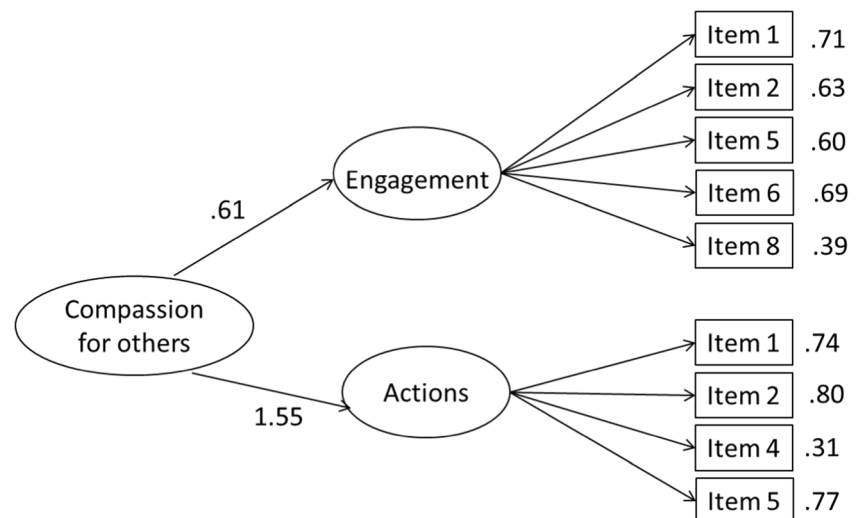 Item 1 .71
Item 2 .63
Item 5 .60
Engagement
Item 6 .69
.61
Item 8 .39
Compassion
for others
Item 1 .74
Actions
Item 2 .80
1.55
Item 4 .31
Item 5 .77